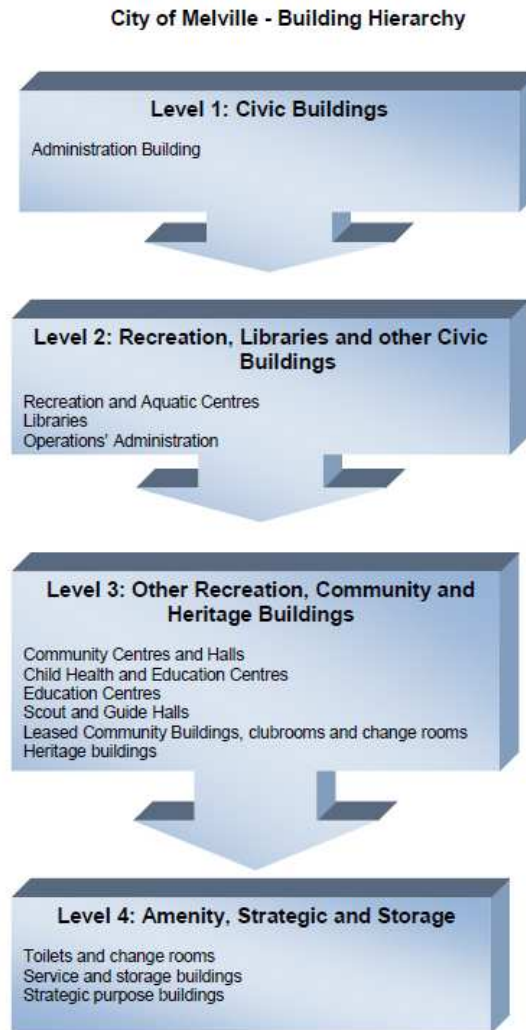 City of Melville - Building Hierarchy
Level 1: Civic Buildings
Administration Building
Level 2: Recreation, Libraries and other Civic
Buildings
Recreation and Aquatic Centres
Libraries
Operations' Administration
Level 3: Other Recreation, Community and
Heritage Buildings
Community Centres and Halls
Child Health and Education Centres
Education Centres
Scout and Guide Halls
Leased Community Buildings, clubrooms and change rooms
Heritage buildings
Level 4: Amenity, Strategic and Storage
Toilets and change rooms
Service and storage buildings
Strategic purpose buildings